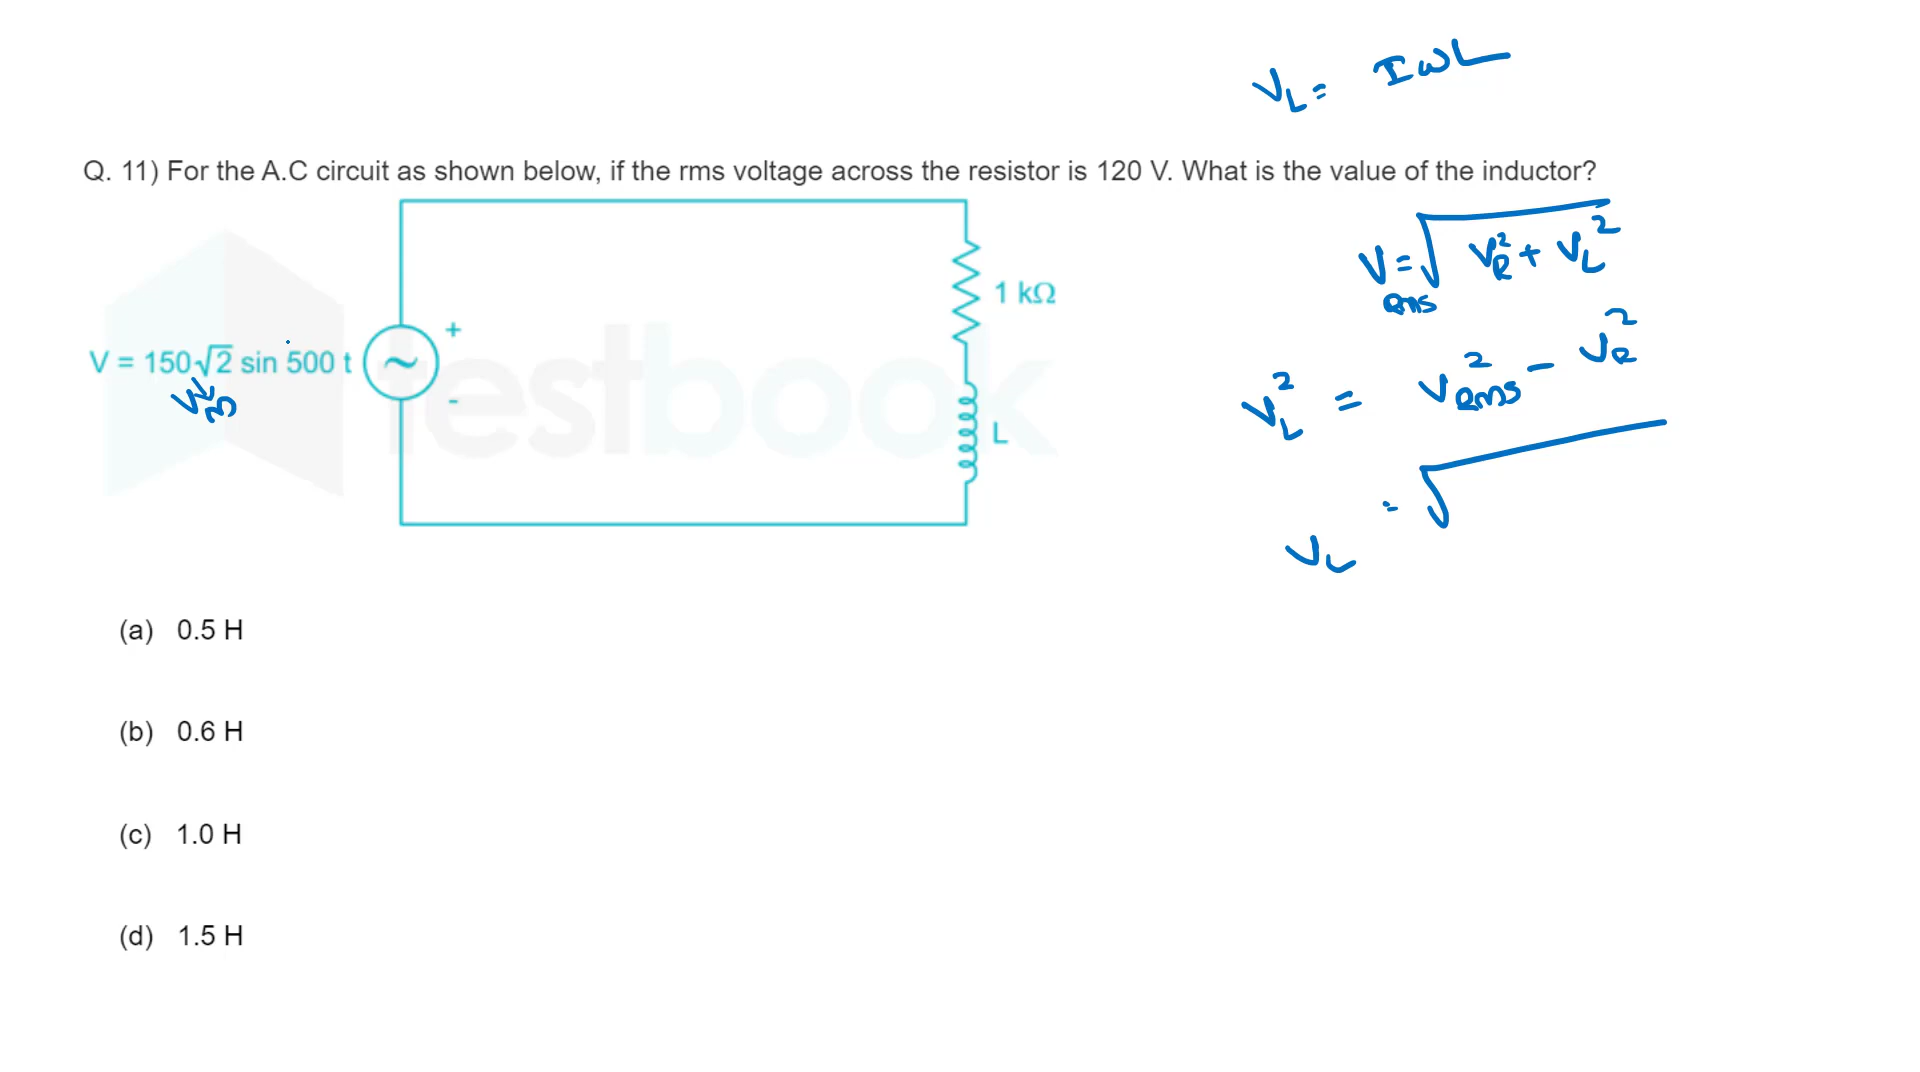 V_L = IωL
Q. 11) For the A.C circuit as shown below, if the rms voltage across the resistor is 120 V. What is the value of the inductor?
V = √(V_R² + V_L²)
rms
1 kΩ
+
V = 150√2 sin 500 t
-
Vm
L
V_L² = V_rms² - V_R²
V_L = √
testbook
(a) 0.5 H
(b) 0.6 H
(c) 1.0 H
(d) 1.5 H